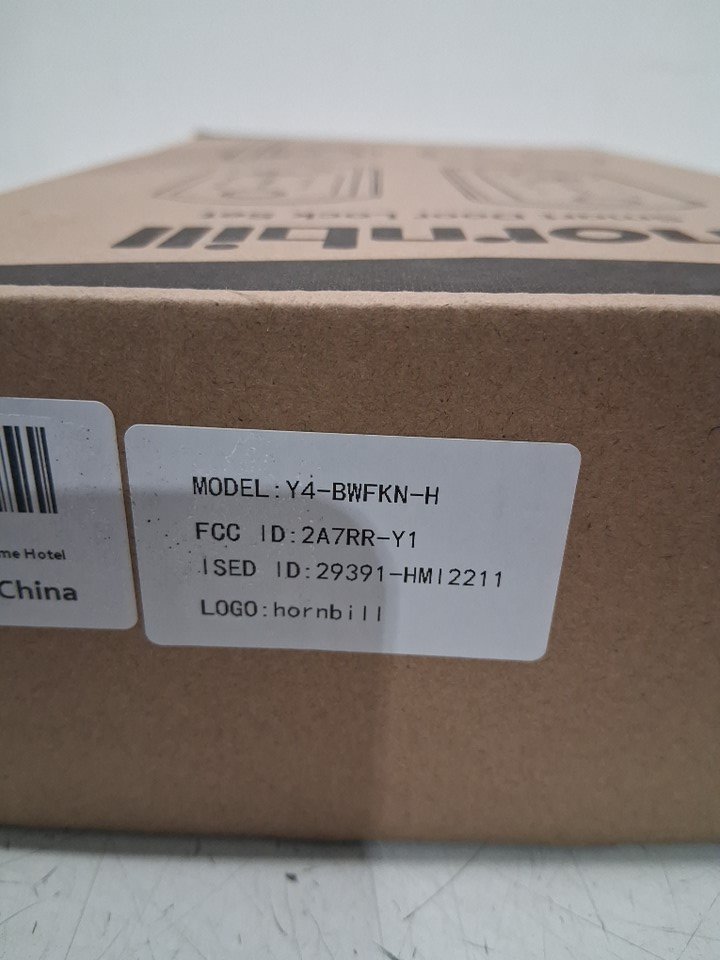 hornbill
Smart Door Lock Set
me Hotel
China
MODEL:Y4-BWFKN-H
FCC ID:2A7RR-Y1
ISED ID:29391-HMI2211
LOGO:hornbill